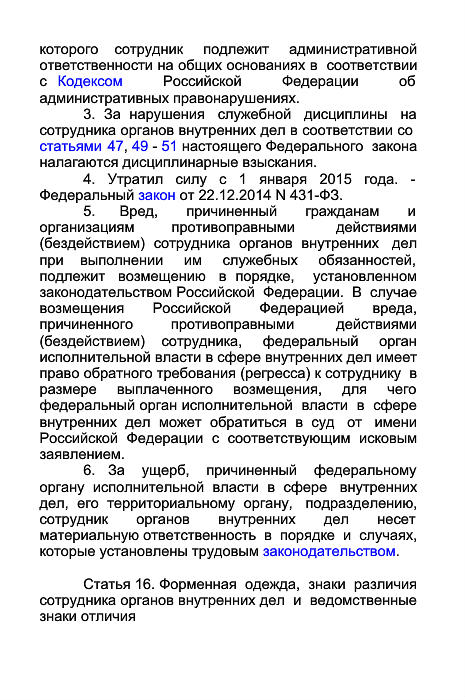 которого сотрудник подлежит административной
ответственности на общих основаниях в соответствии
с Кодексом Российской Федерации об
административных правонарушениях.
3. За нарушения служебной дисциплины на
сотрудника органов внутренних дел в соответствии со
статьями 47, 49 - 51 настоящего Федерального закона
налагаются дисциплинарные взыскания.
4. Утратил силу с 1 января 2015 года. -
Федеральный закон от 22.12.2014 N 431-ФЗ.
5. Вред, причиненный гражданам и
организациям противоправными действиями
(бездействием) сотрудника органов внутренних дел
при выполнении им служебных обязанностей,
подлежит возмещению в порядке, установленном
законодательством Российской Федерации. В случае
возмещения Российской Федерацией вреда,
причиненного противоправными действиями
(бездействием) сотрудника, федеральный орган
исполнительной власти в сфере внутренних дел имеет
право обратного требования (регресса) к сотруднику в
размере выплаченного возмещения, для чего
федеральный орган исполнительной власти в сфере
внутренних дел может обратиться в суд от имени
Российской Федерации с соответствующим исковым
заявлением.
6. За ущерб, причиненный федеральному
органу исполнительной власти в сфере внутренних
дел, его территориальному органу, подразделению,
сотрудник органов внутренних дел несет
материальную ответственность в порядке и случаях,
которые установлены трудовым законодательством.
Статья 16. Форменная одежда, знаки различия
сотрудника органов внутренних дел и ведомственные
знаки отличия